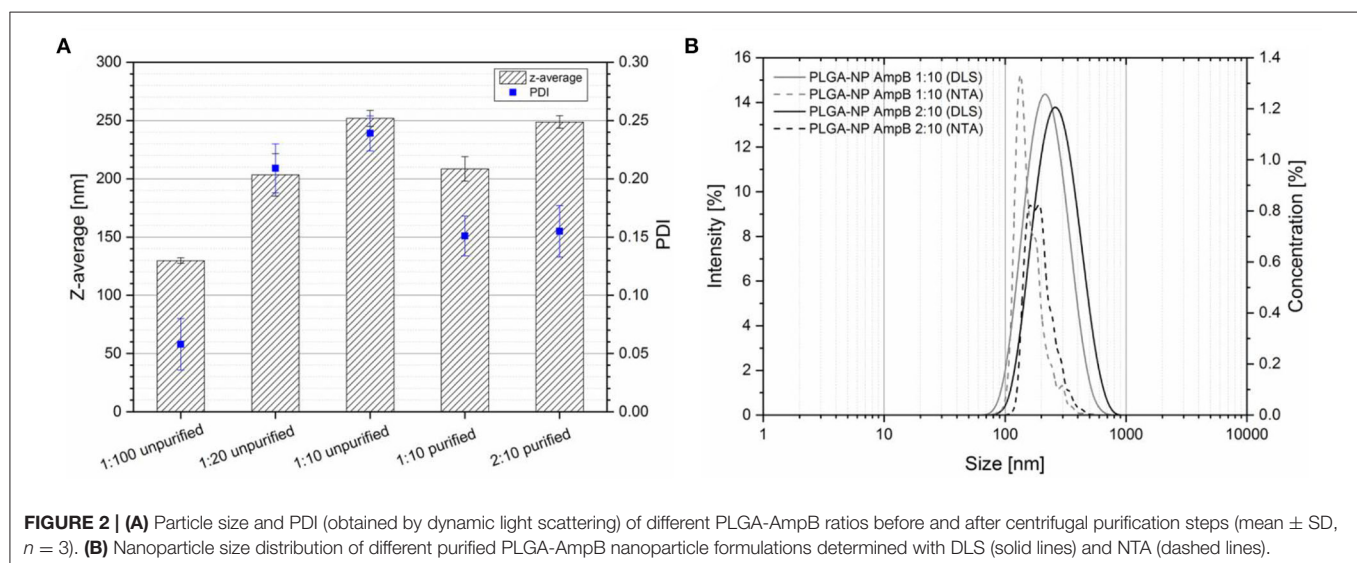 A
300
250
200
150
100
50
0
Z-average [nm]
0.30
0.25
0.20
0.15
0.10
0.05
0.00
PDI
z-average
PDI
1:100 unpurified
1:20 unpurified
1:10 unpurified
1:10 purified
2:10 purified
B
16
14
12
10
8
6
4
2
0
Intensity [%]
1.4
1.2
1.0
0.8
0.6
0.4
0.2
0.0
Concentration [%]
PLGA-NP AmpB 1:10 (DLS)
PLGA-NP AmpB 1:10 (NTA)
PLGA-NP AmpB 2:10 (DLS)
PLGA-NP AmpB 2:10 (NTA)
1 10 100 1000 10000
Size [nm]
FIGURE 2 | (A) Particle size and PDI (obtained by dynamic light scattering) of different PLGA-AmpB ratios before and after centrifugal purification steps (mean ± SD,
n = 3). (B) Nanoparticle size distribution of different purified PLGA-AmpB nanoparticle formulations determined with DLS (solid lines) and NTA (dashed lines).